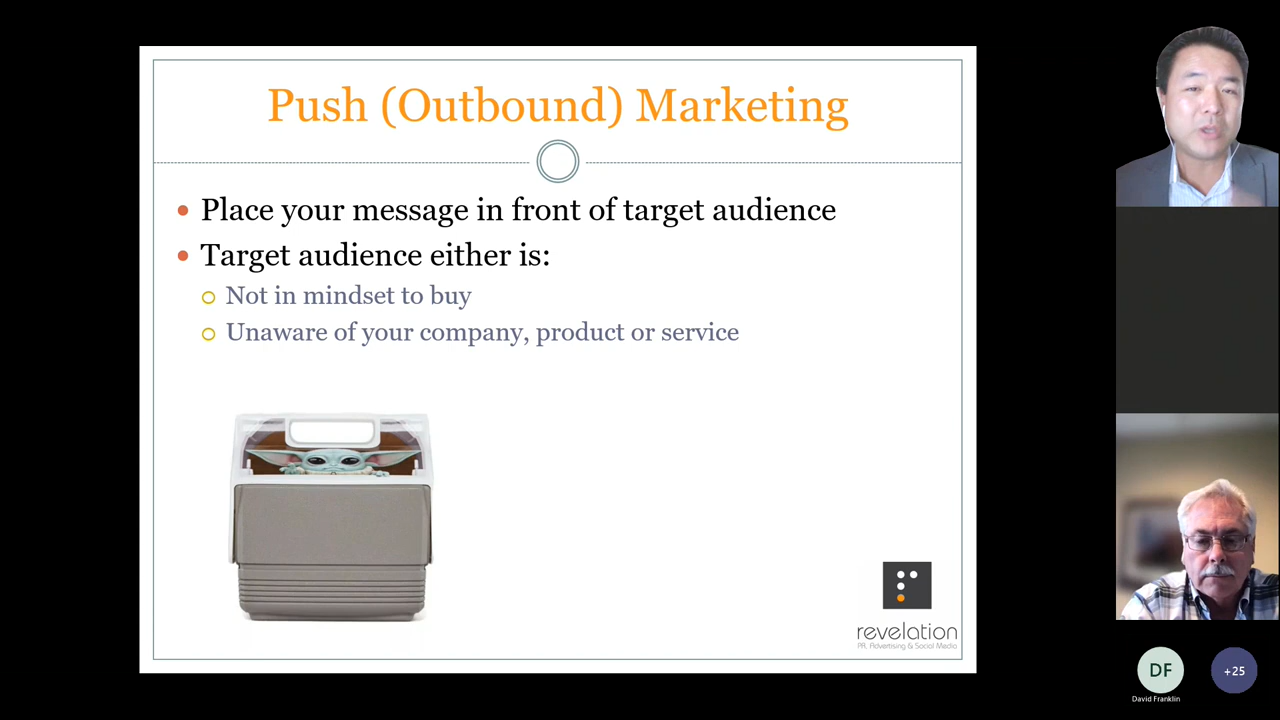 Push (Outbound) Marketing
Place your message in front of target audience
Target audience either is:
Not in mindset to buy
Unaware of your company, product or service
revelation
PR, Advertising & Social Media
DF
+25
David Franklin